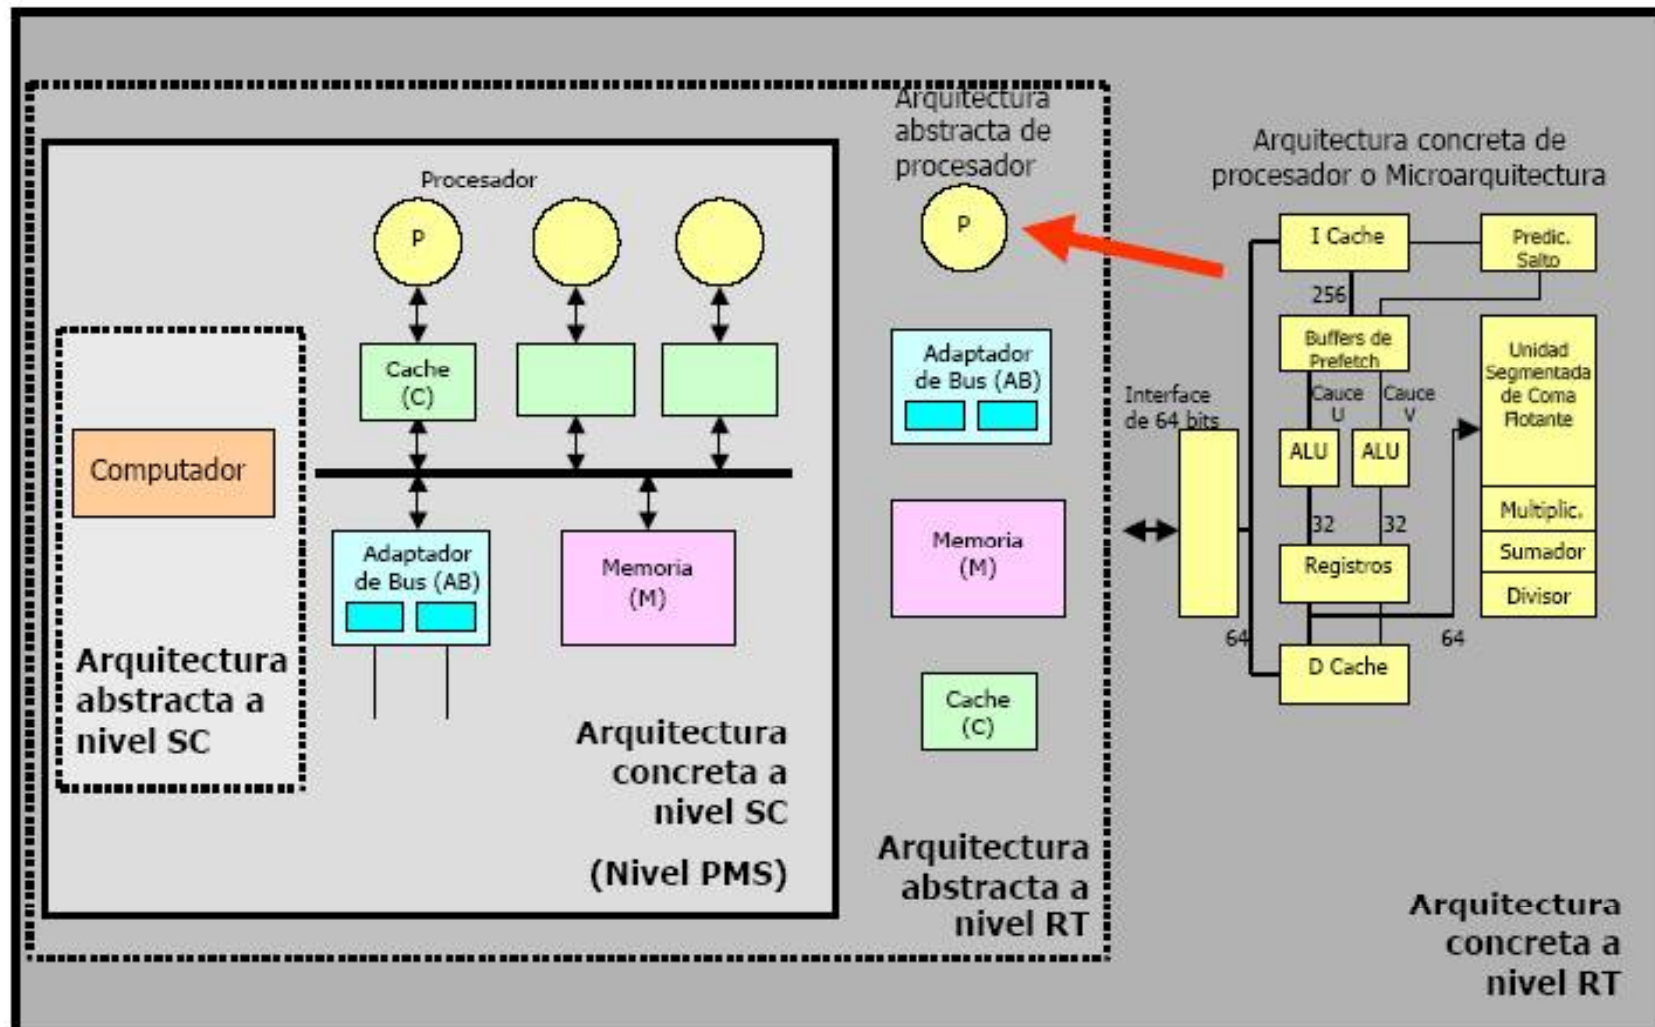 Arquitectura
abstracta de
procesador
P
Arquitectura concreta de
procesador o Microarquitectura
Procesador
P
Cache
(C)
Computador
Adaptador
de Bus (AB)
Memoria
(M)
Arquitectura
abstracta a
nivel SC
Arquitectura
concreta a
nivel SC
(Nivel PMS)
Adaptador
de Bus (AB)
Memoria
(M)
Cache
(C)
Arquitectura
abstracta a
nivel RT
Interface
de 64 bits
I Cache
Predic.
Salto
256
Buffers de
Prefetch
Cauce
U
Cauce
V
Unidad
Segmentada
de Coma
Flotante
ALU
ALU
32
32
Multiplic.
Sumador
Divisor
Registros
64
64
D Cache
Arquitectura
concreta a
nivel RT